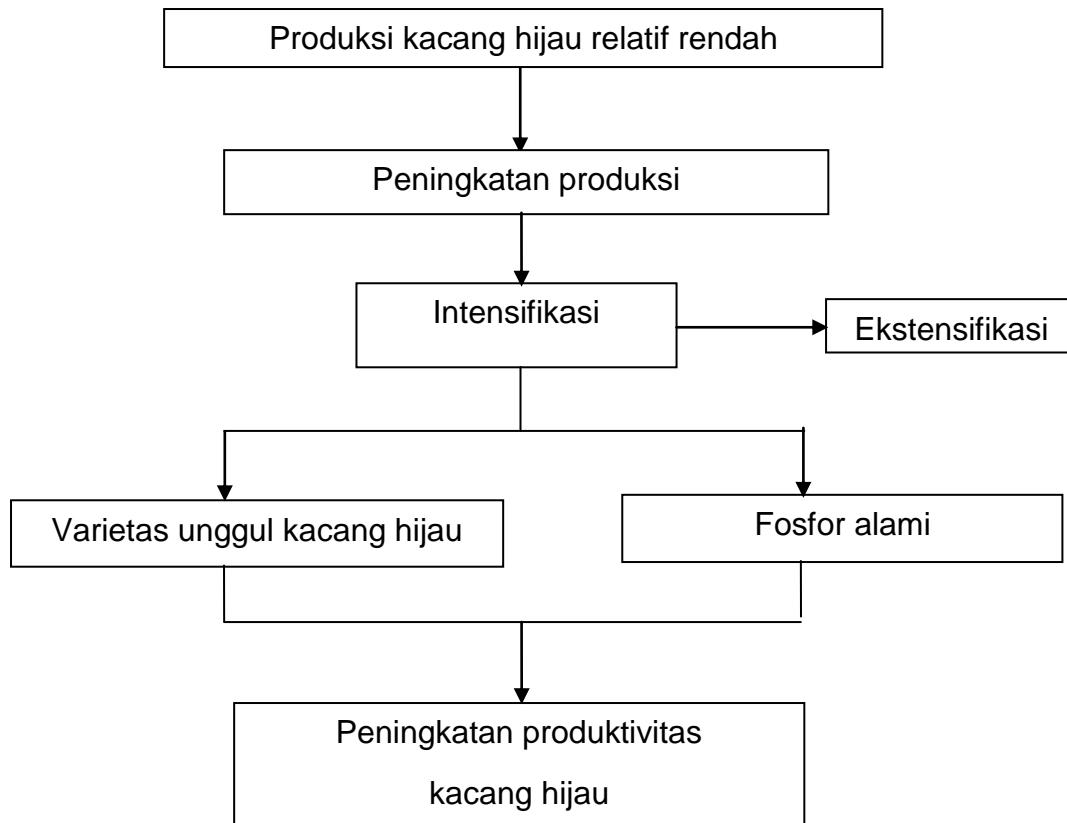 Produksi kacang hijau relatif rendah
Peningkatan produksi
Intensifikasi
Ekstensifikasi
Varietas unggul kacang hijau
Fosfor alami
Peningkatan produktivitas
kacang hijau